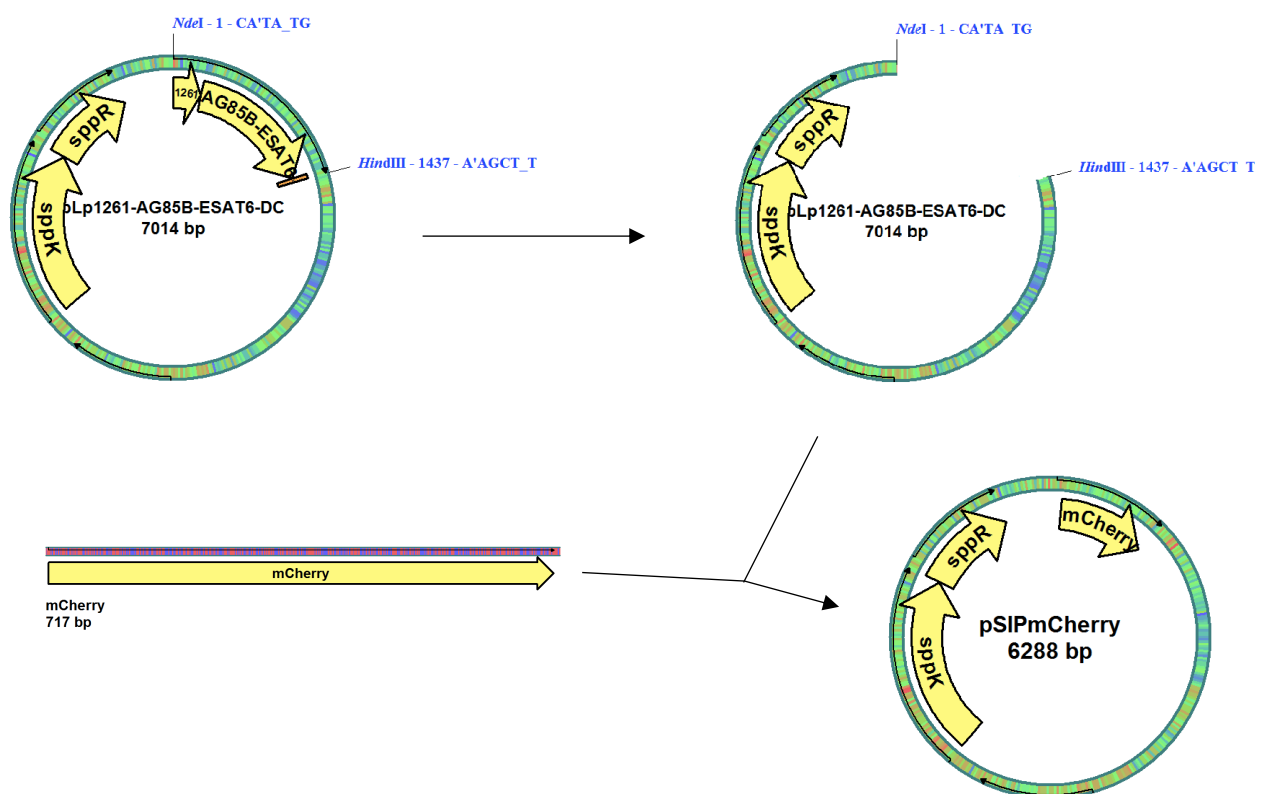 NdeI - 1 - CA'TA_TG
1261
AG85B-ESAT6
sppR
sppK
HindIII - 1437 - A'AGCT_T
pLp1261-AG85B-ESAT6-DC
7014 bp
NdeI - 1 - CA'TA TG
sppR
sppK
HindIII - 1437 - A'AGCT T
pLp1261-AG85B-ESAT6-DC
7014 bp
mCherry
mCherry
717 bp
mCherry
sppR
sppK
pSIPmCherry
6288 bp